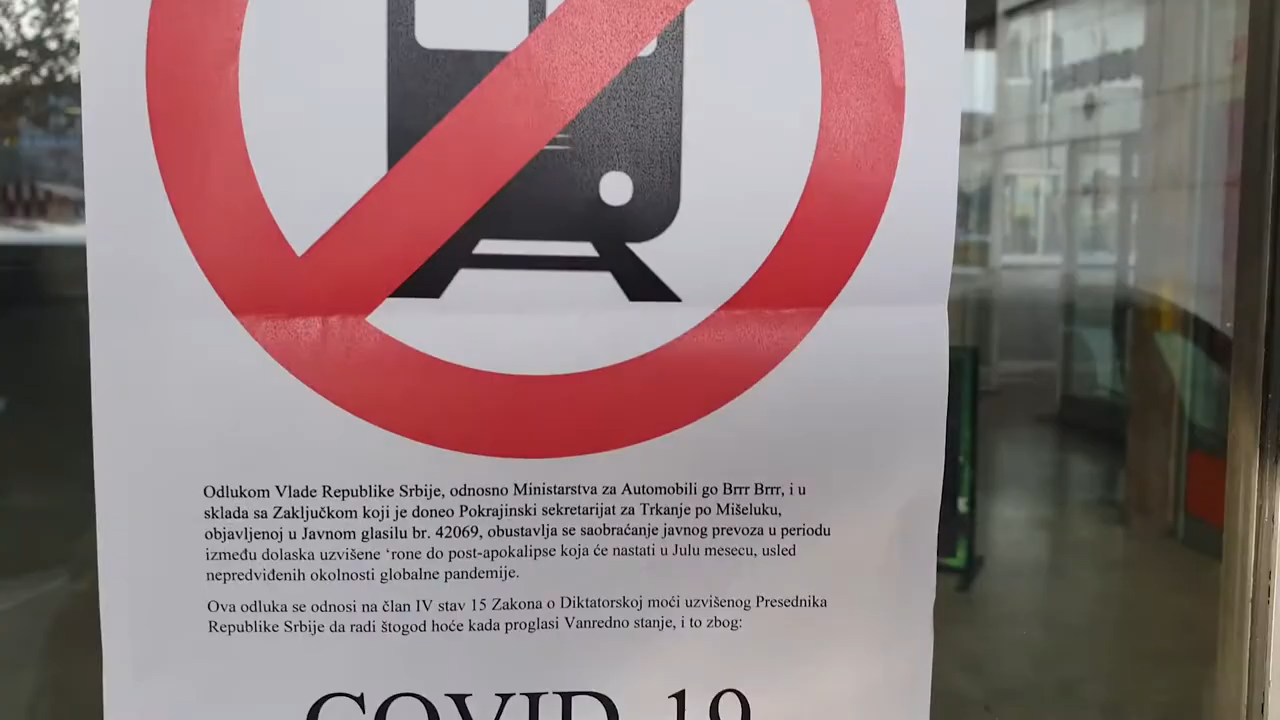 Odlukom Vlade Republike Srbije, odnosno Ministarstva za Automobili go Brrr Brrr, i u
sklada sa Zaključkom koji je doneo Pokrajinski sekretarijat za Trkanje po Mišeluku,
objavljenoj u Javnom glasilu br. 42069, obustavlja se saobraćanje javnog prevoza u periodu
između dolaska uzvišene ‘rone do post-apokalipse koja će nastati u Julu mesecu, usled
nepredviđenih okolnosti globalne pandemije.
Ova odluka se odnosi na član IV stav 15 Zakona o Diktatorskoj moći uzvišenog Presednika
Republike Srbije da radi štogod hoće kada proglasi Vanredno stanje, i to zbog:
COVID-19